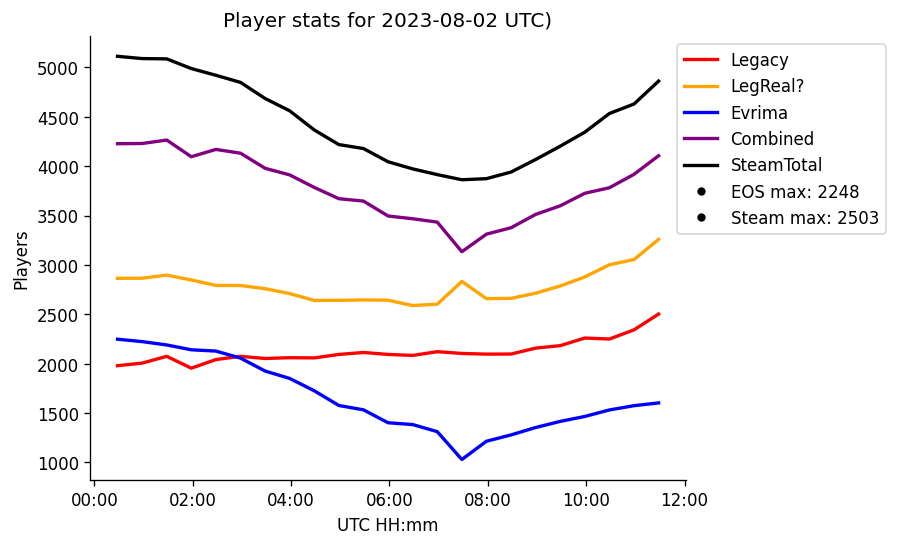 Player stats for 2023-08-02 UTC)
Legacy
LegReal?
Evrima
Combined
SteamTotal
EOS max: 2248
Steam max: 2503
Players
5000
4500
4000
3500
3000
2500
2000
1500
1000
00:00 02:00 04:00 06:00 08:00 10:00 12:00
UTC HH:mm